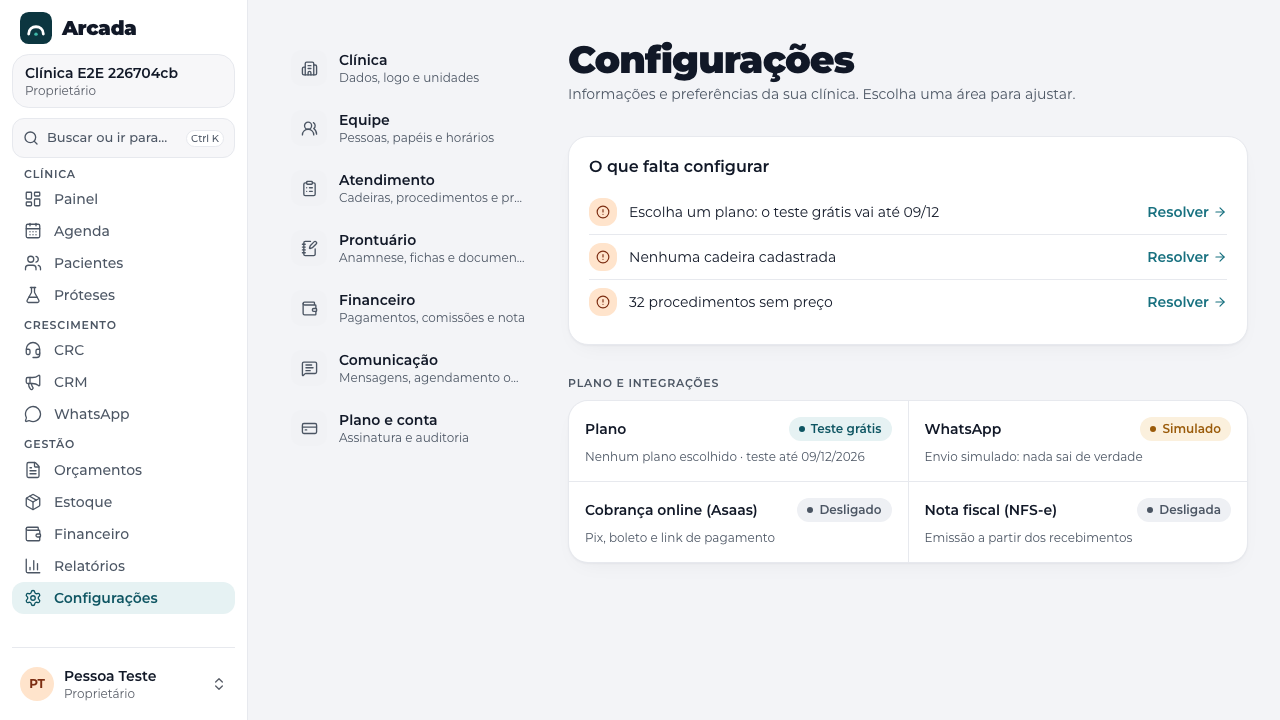 Arcada
Clínica E2E 226704cb
Proprietário
Buscar ou ir para... Ctrl K
CLÍNICA
Painel
Agenda
Pacientes
Próteses
CRESCIMENTO
CRC
CRM
WhatsApp
GESTÃO
Orçamentos
Estoque
Financeiro
Relatórios
Configurações
PT
Pessoa Teste
Proprietário
Clínica
Dados, logo e unidades
Equipe
Pessoas, papéis e horários
Atendimento
Cadeiras, procedimentos e pr...
Prontuário
Anamnese, fichas e documen...
Financeiro
Pagamentos, comissões e nota
Comunicação
Mensagens, agendamento o...
Plano e conta
Assinatura e auditoria
Configurações
Informações e preferências da sua clínica. Escolha uma área para ajustar.
O que falta configurar
Escolha um plano: o teste grátis vai até 09/12 Resolver →
Nenhuma cadeira cadastrada Resolver →
32 procedimentos sem preço Resolver →
PLANO E INTEGRAÇÕES
Plano Teste grátis
Nenhum plano escolhido · teste até 09/12/2026
WhatsApp Simulado
Envio simulado: nada sai de verdade
Cobrança online (Asaas) Desligado
Pix, boleto e link de pagamento
Nota fiscal (NFS-e) Desligada
Emissão a partir dos recebimentos